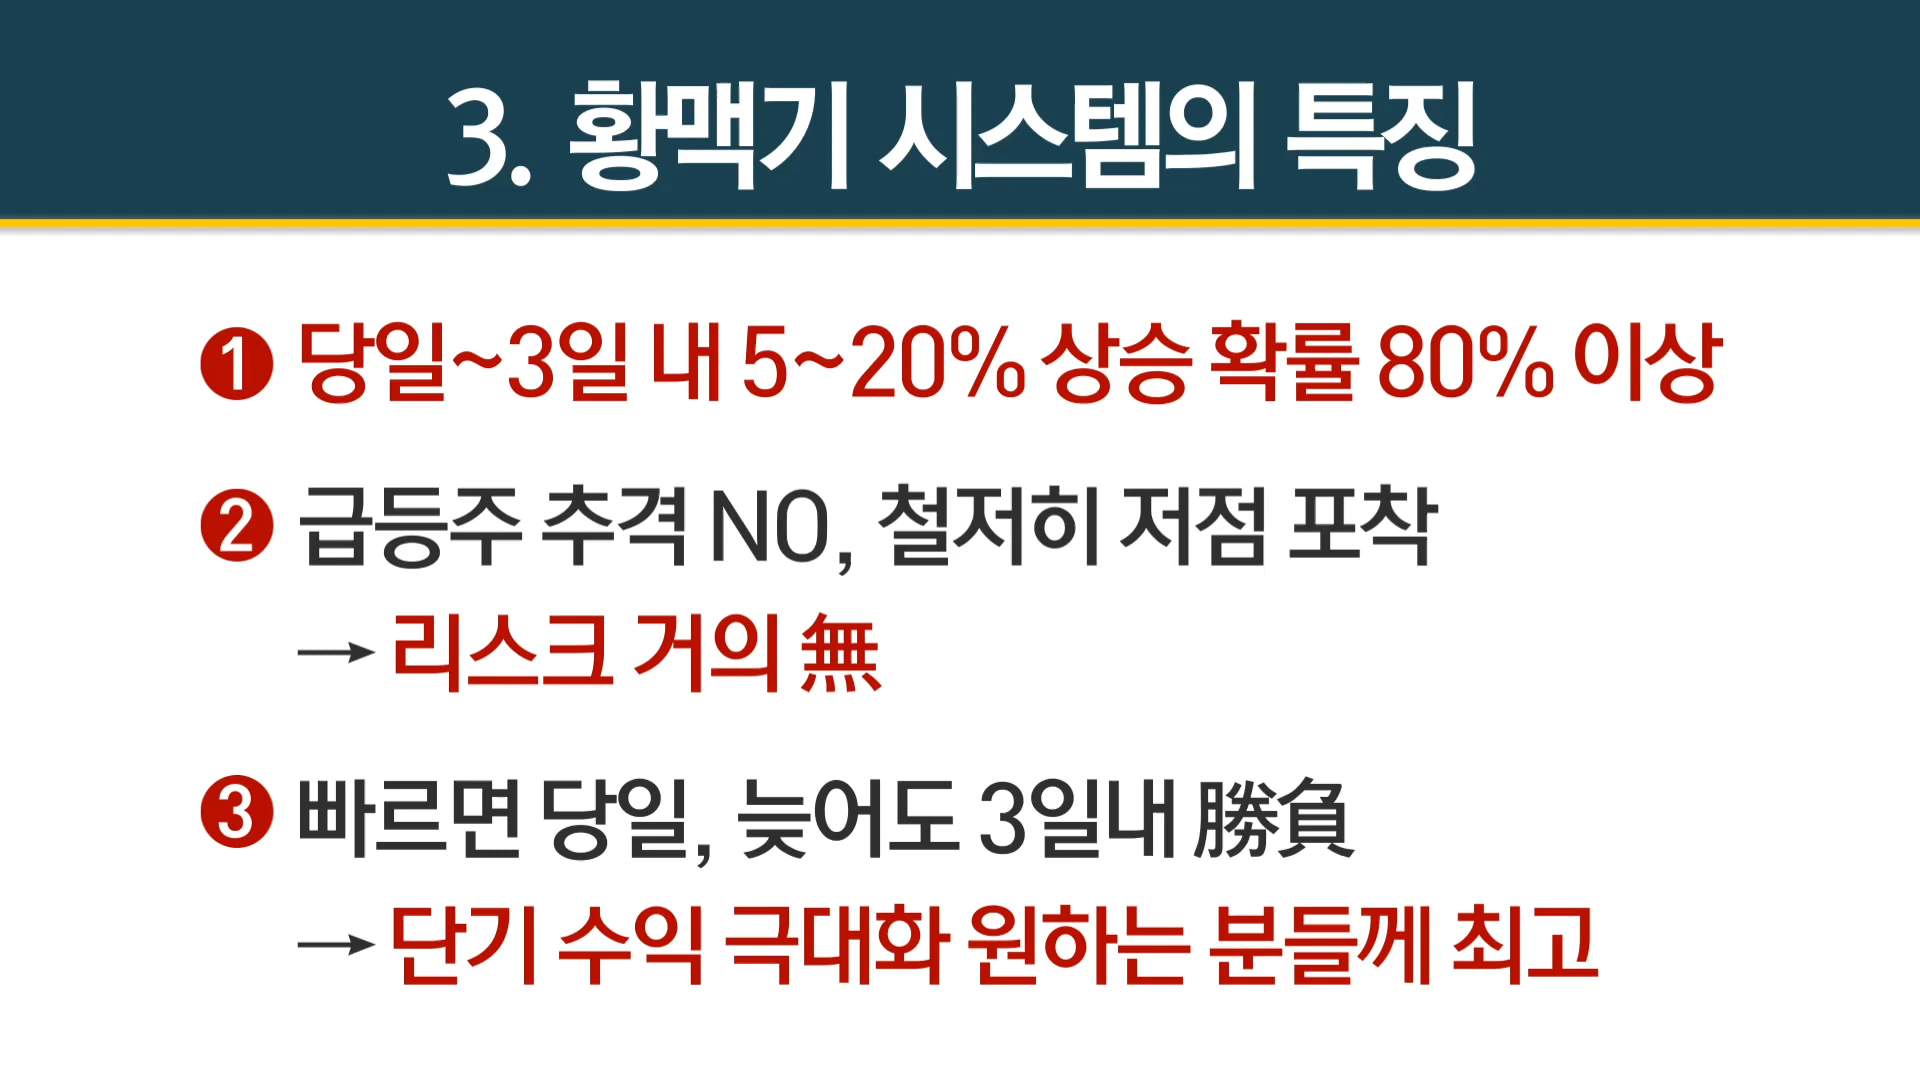 3. 황맥기 시스템의 특징
❶ 당일~3일 내 5~20% 상승 확률 80% 이상
❷ 급등주 추격 NO, 철저히 저점 포착
→ 리스크 거의 無
❸ 빠르면 당일, 늦어도 3일내 勝負
→ 단기 수익 극대화 원하는 분들께 최고